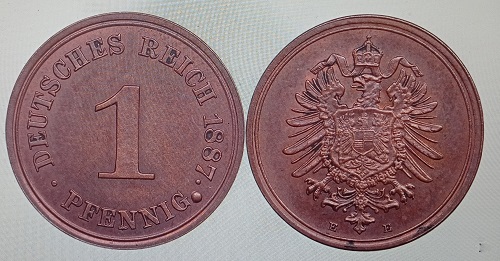 DEUTSCHES REICH 1887.
1
· PFENNIG.
E E